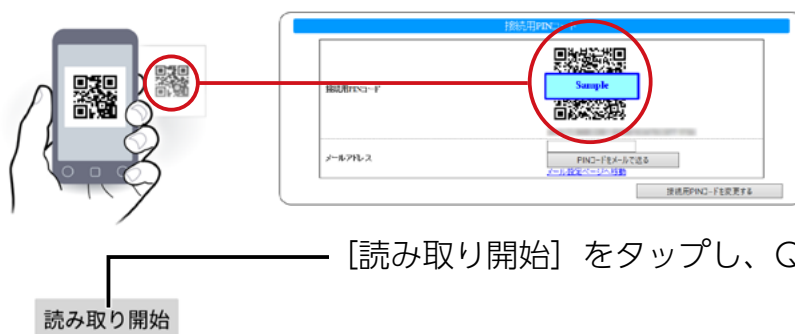 接続用PINコード
接続用PINコード
Sample
メールアドレス
PINコードをメールで送る
メール設定ページへ移動
接続用PINコードを変更する
［読み取り開始］をタップし、Q
読み取り開始